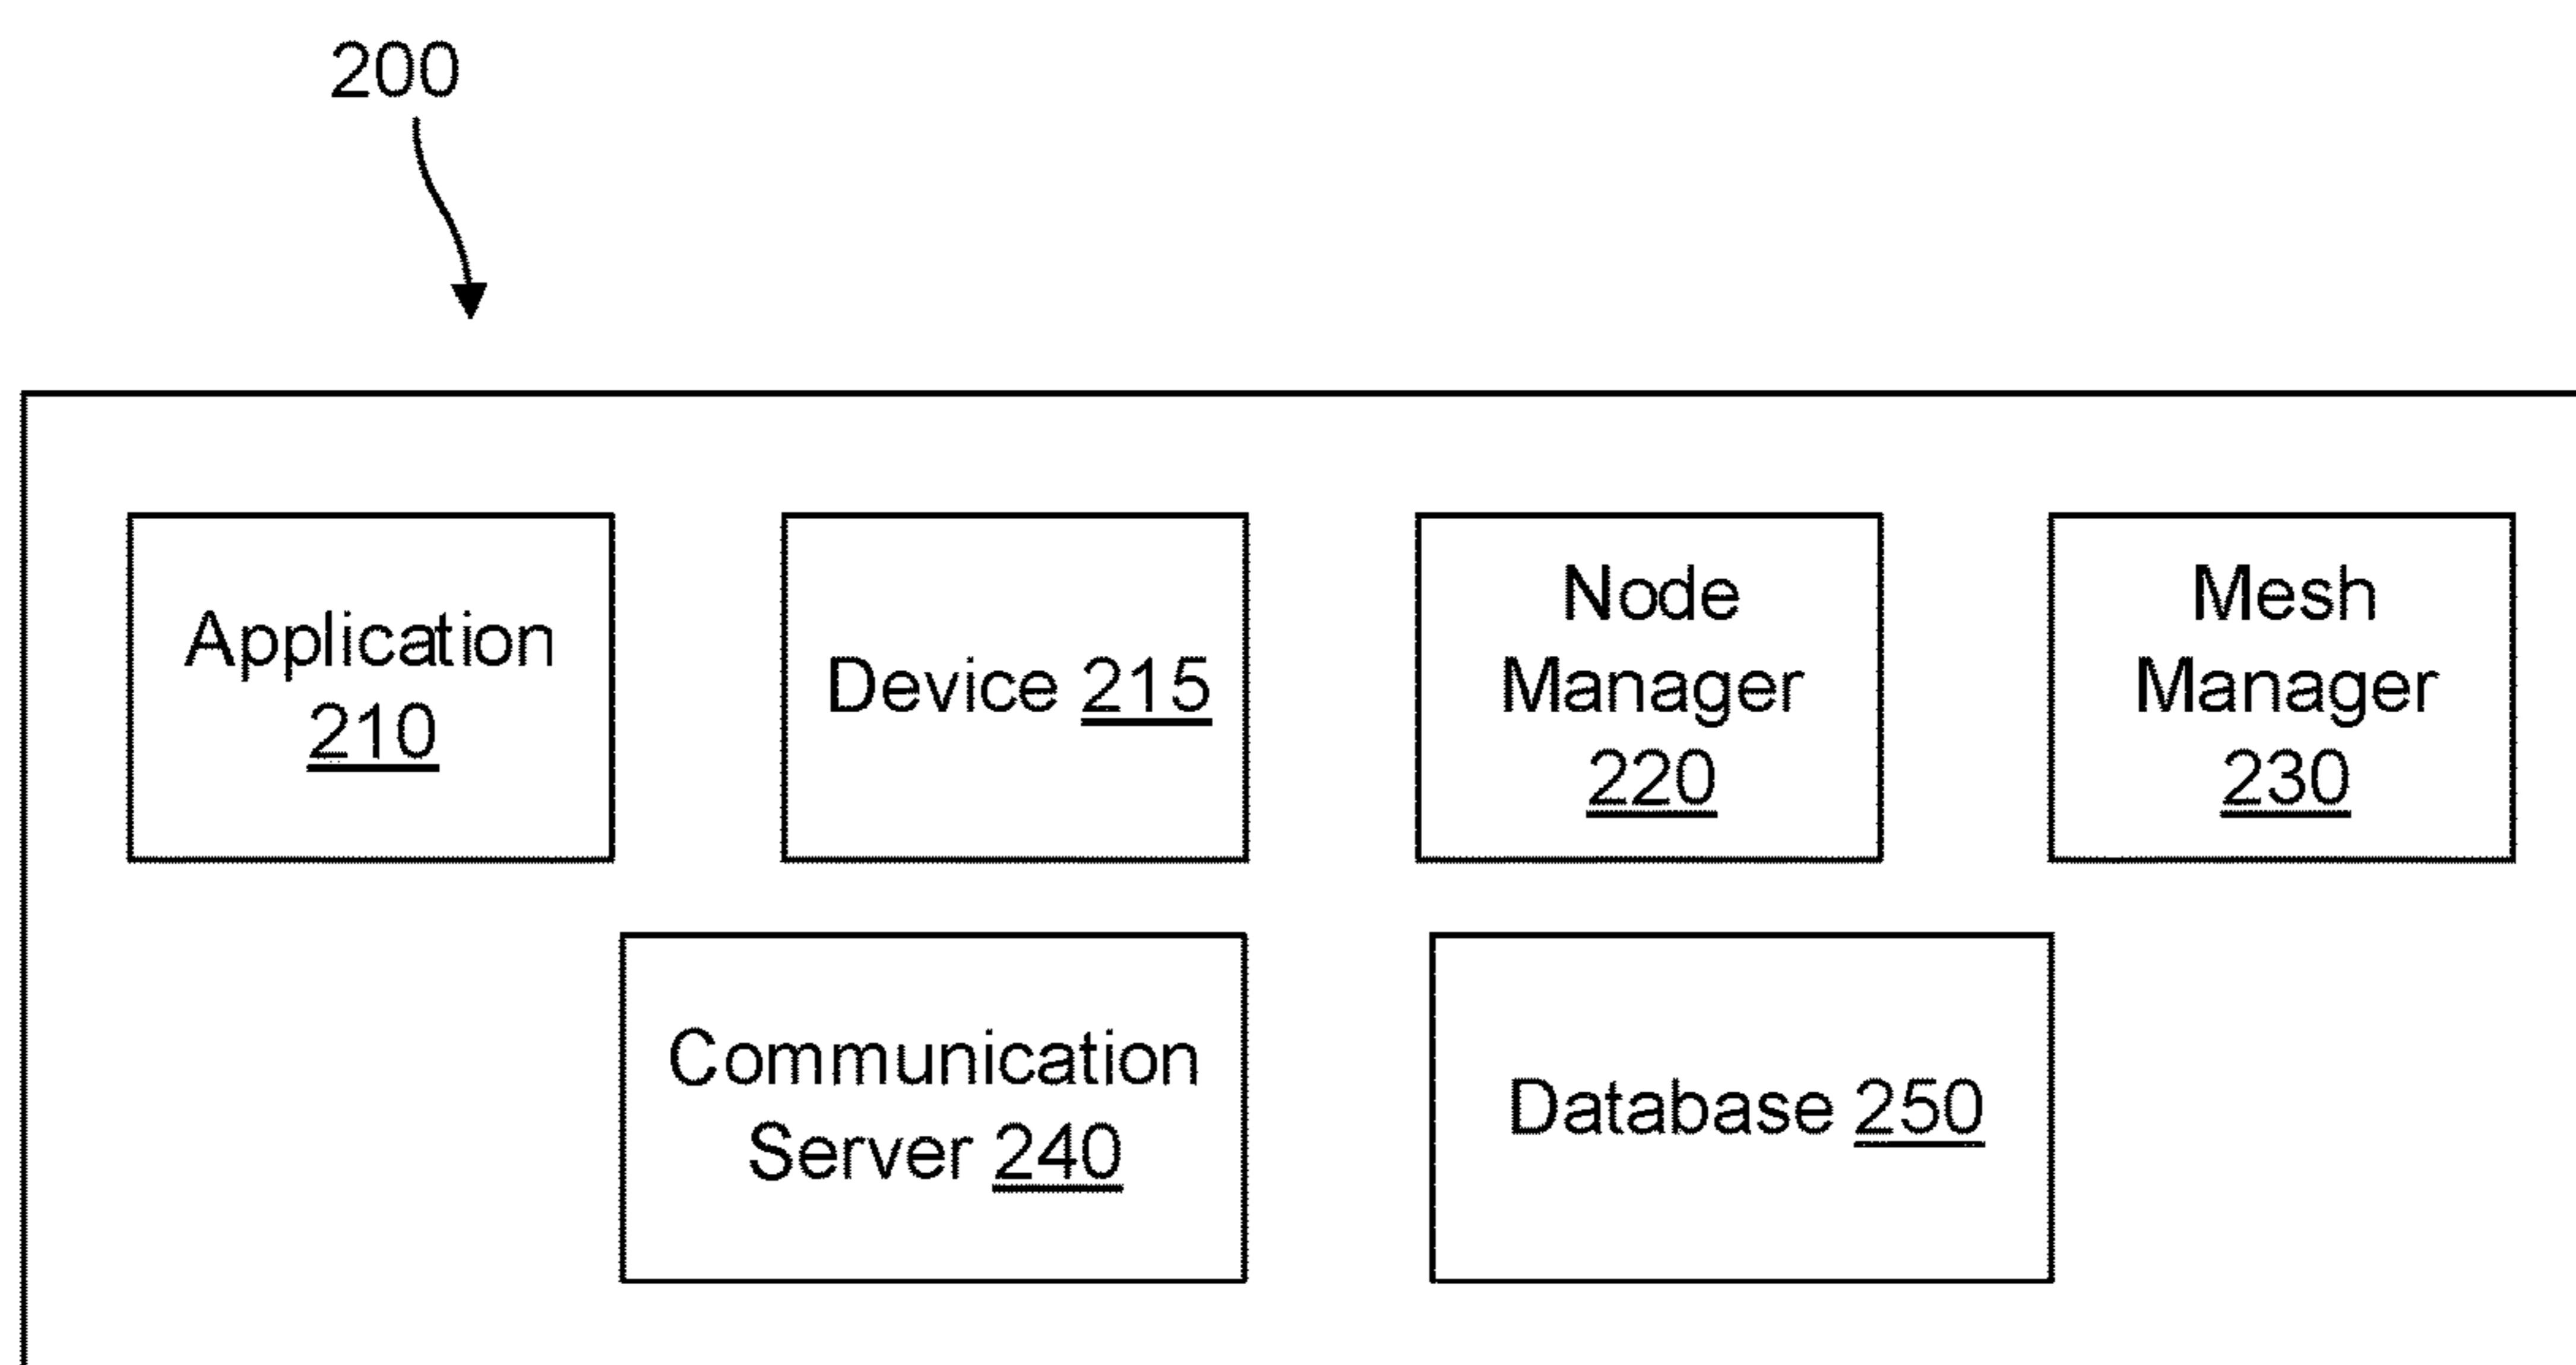 200
Application
210
Device 215
Node
Manager
220
Mesh
Manager
230
Communication
Server 240
Database 250